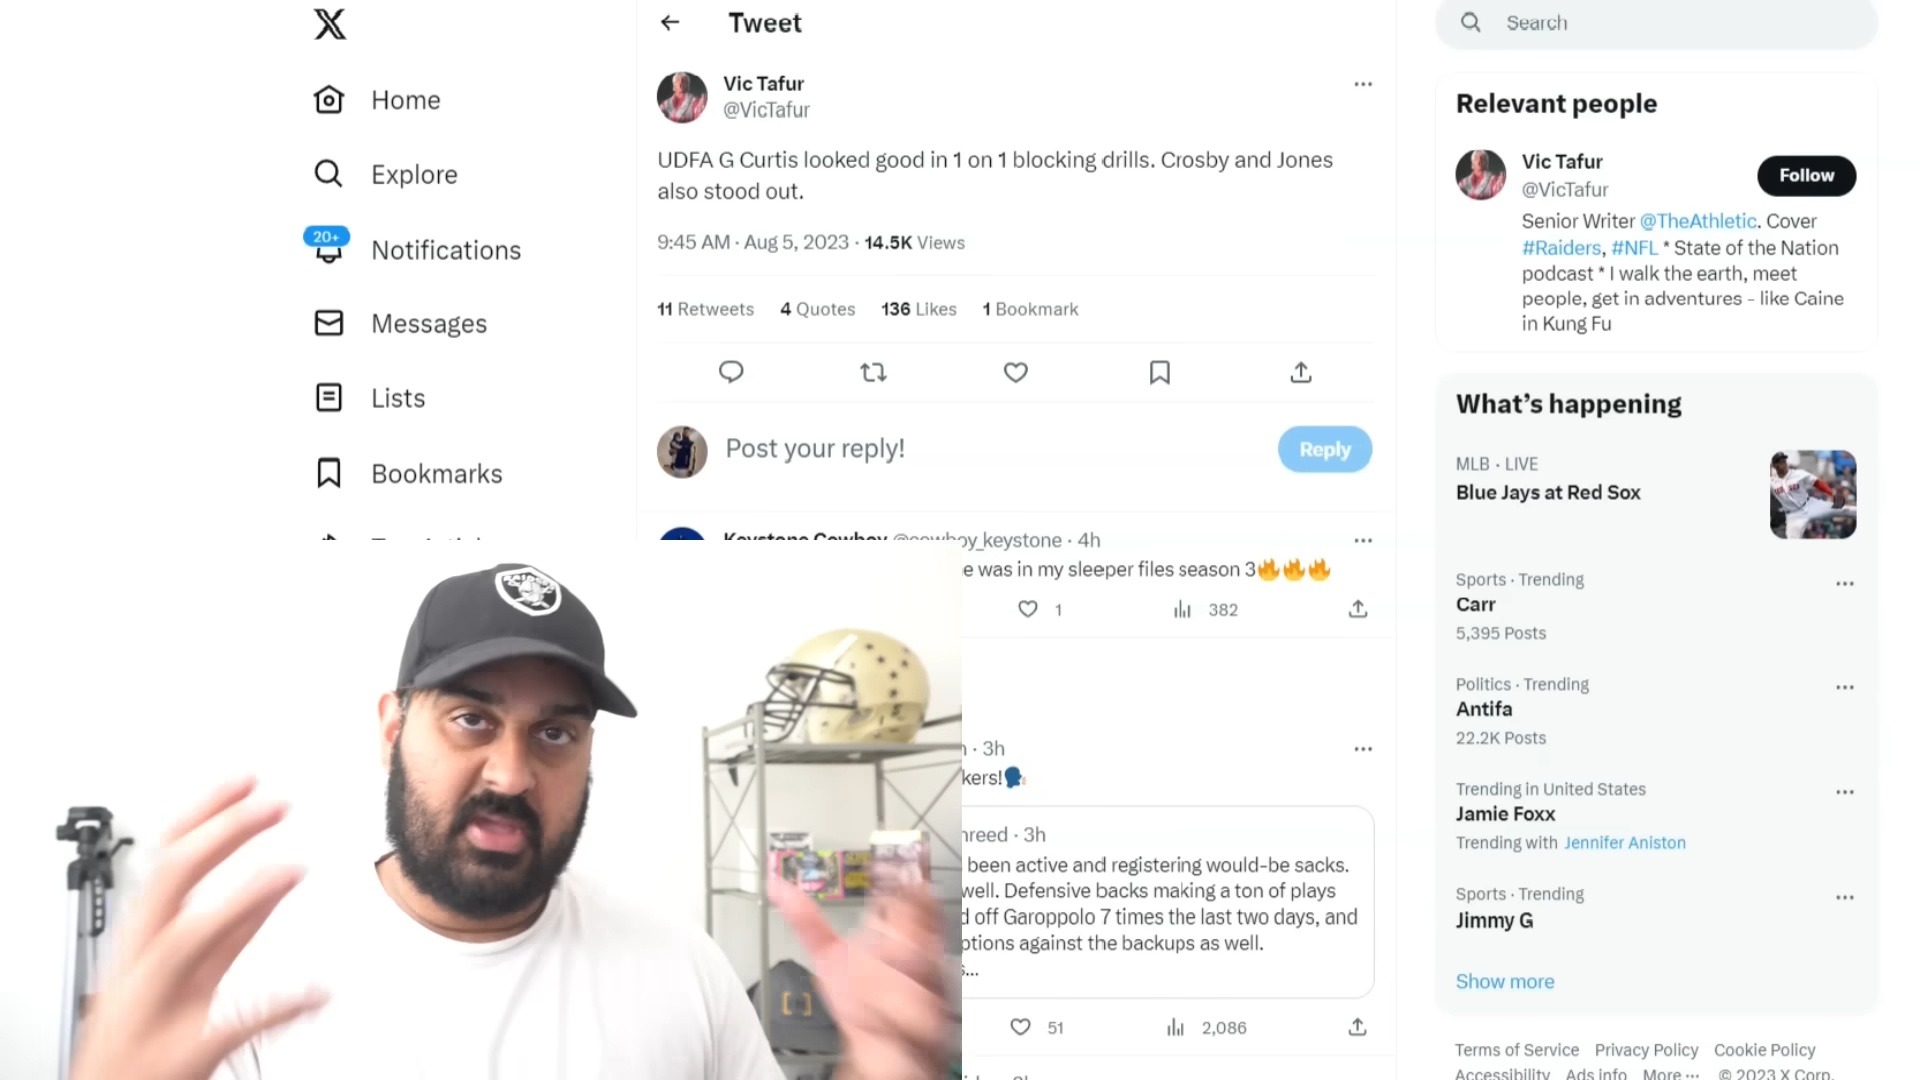 Home
Explore
20+
Notifications
Messages
Lists
Bookmarks
Tweet
Vic Tafur
@VicTafur
UDFA G Curtis looked good in 1 on 1 blocking drills. Crosby and Jones
also stood out.
9:45 AM · Aug 5, 2023 · 14.5K Views
11 Retweets 4 Quotes 136 Likes 1 Bookmark
Post your reply!
Reply
Keystone Cowboy @cowboy_keystone · 4h
e was in my sleeper files season 3🔥🔥🔥
1 382
· 3h
kers!🗣
nreed · 3h
been active and registering would-be sacks.
well. Defensive backs making a ton of plays
d off Garoppolo 7 times the last two days, and
ptions against the backups as well.
s...
51 2,086
Search
Relevant people
Vic Tafur
@VicTafur
Follow
Senior Writer @TheAthletic. Cover
#Raiders, #NFL * State of the Nation
podcast * I walk the earth, meet
people, get in adventures - like Caine
in Kung Fu
What's happening
MLB · LIVE
Blue Jays at Red Sox
Sports · Trending
Carr
5,395 Posts
Politics · Trending
Antifa
22.2K Posts
Trending in United States
Jamie Foxx
Trending with Jennifer Aniston
Sports · Trending
Jimmy G
Show more
Terms of Service Privacy Policy Cookie Policy
Accessibility Ads info More ··· © 2023 X Corp.
RAIDERS